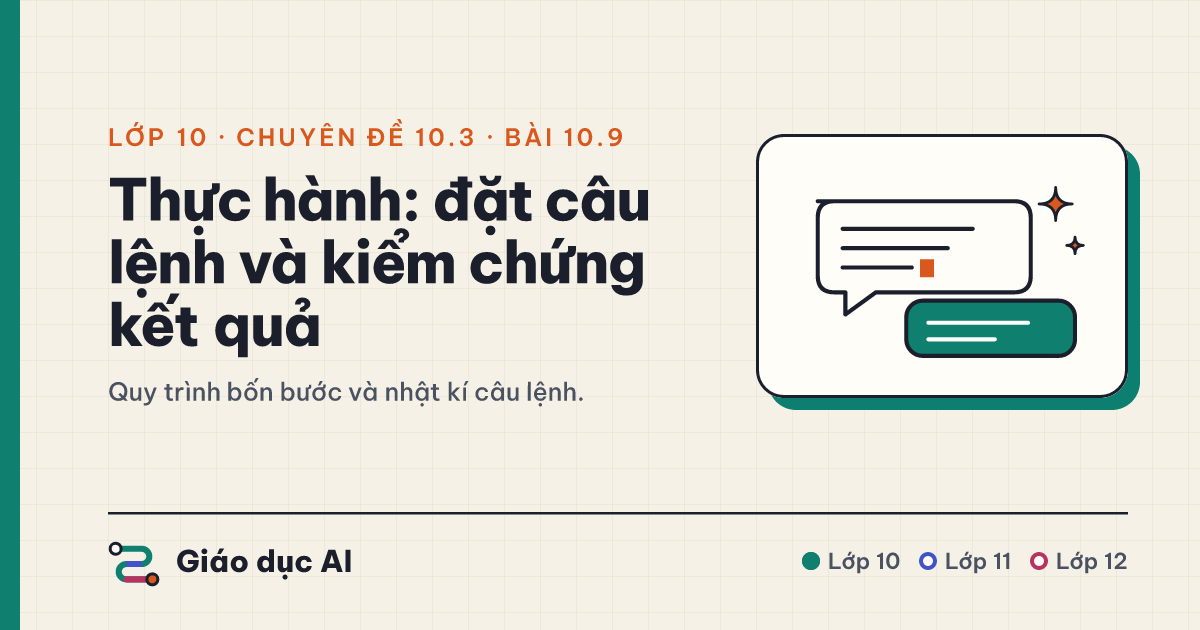 LỚP 10 · CHUYÊN ĐỀ 10.3 · BÀI 10.9
Thực hành: đặt câu
lệnh và kiểm chứng
kết quả
Quy trình bốn bước và nhật kí câu lệnh.
Giáo dục AI
Lớp 10
Lớp 11
Lớp 12